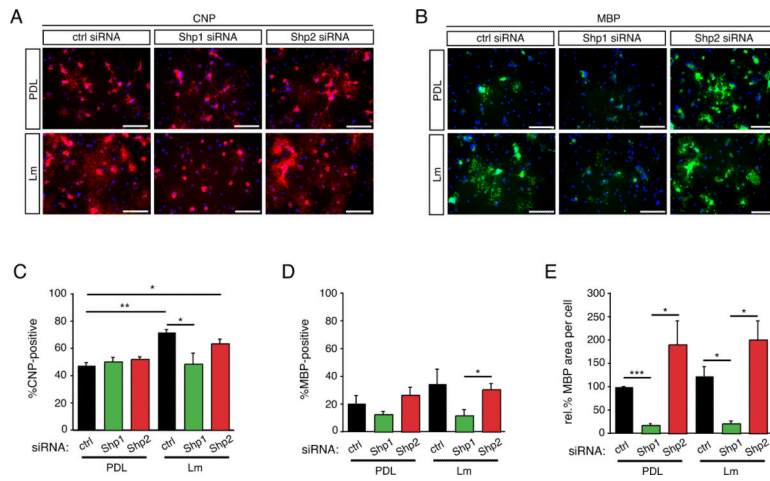 A
CNP
ctrl siRNA Shp1 siRNA Shp2 siRNA
PDL
Lm
B
MBP
ctrl siRNA Shp1 siRNA Shp2 siRNA
PDL
Lm
C
%CNP-positive
100
80
60
40
20
0
*
**
*
siRNA: ctrl Shp1 Shp2 ctrl Shp1 Shp2
PDL Lm
D
%MBP-positive
100
80
60
40
20
0
*
siRNA: ctrl Shp1 Shp2 ctrl Shp1 Shp2
PDL Lm
E
rel.% MBP area per cell
300
250
200
150
100
50
0
*
***
*
*
siRNA: ctrl Shp1 Shp2 ctrl Shp1 Shp2
PDL Lm